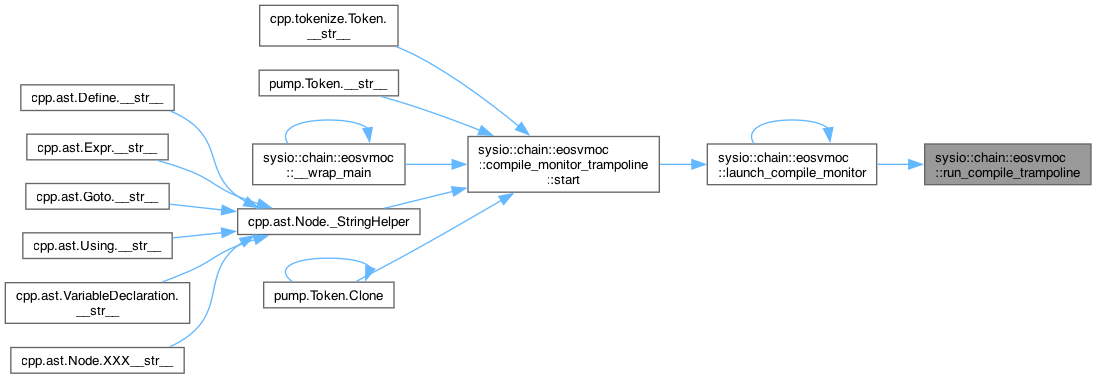 cpp.tokenize.Token.
__str__
pump.Token.__str__
cpp.ast.Define.__str__
cpp.ast.Expr.__str__
cpp.ast.Goto.__str__
cpp.ast.Using.__str__
cpp.ast.VariableDeclaration.
__str__
cpp.ast.Node.XXX__str__
sysio::chain::eosvmoc
::__wrap_main
cpp.ast.Node._StringHelper
pump.Token.Clone
sysio::chain::eosvmoc
::compile_monitor_trampoline
::start
sysio::chain::eosvmoc
::launch_compile_monitor
sysio::chain::eosvmoc
::run_compile_trampoline